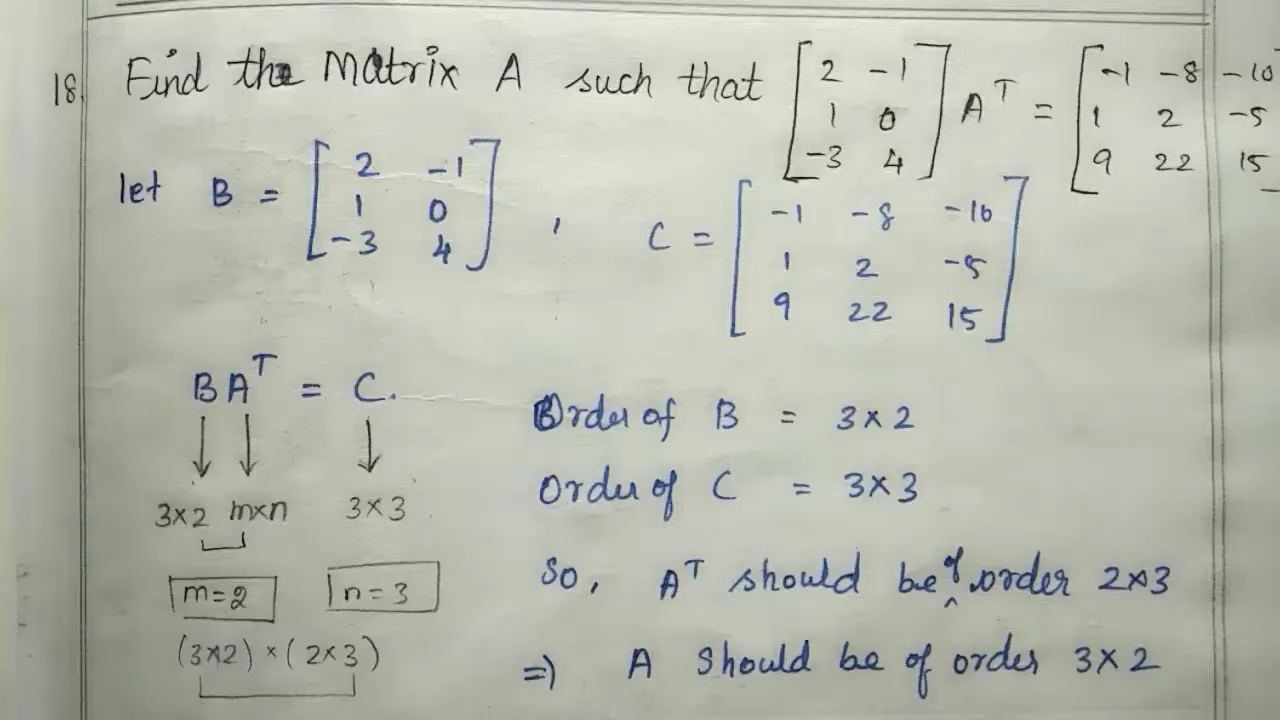 18. Find the Matrix A such that [2 -1; 1 0; -3 4] Aᵀ = [-1 -8 -10; 1 2 -5; 9 22 15]
let B = [2 -1; 1 0; -3 4] , C = [-1 -8 -10; 1 2 -5; 9 22 15]
BAᵀ = C.
↓ ↓ ↓
3×2 m×n 3×3
m=2 n=3
(3×2) × (2×3)
Order of B = 3×2
Order of C = 3×3
So, Aᵀ should be of order 2×3
=) A should be of order 3×2